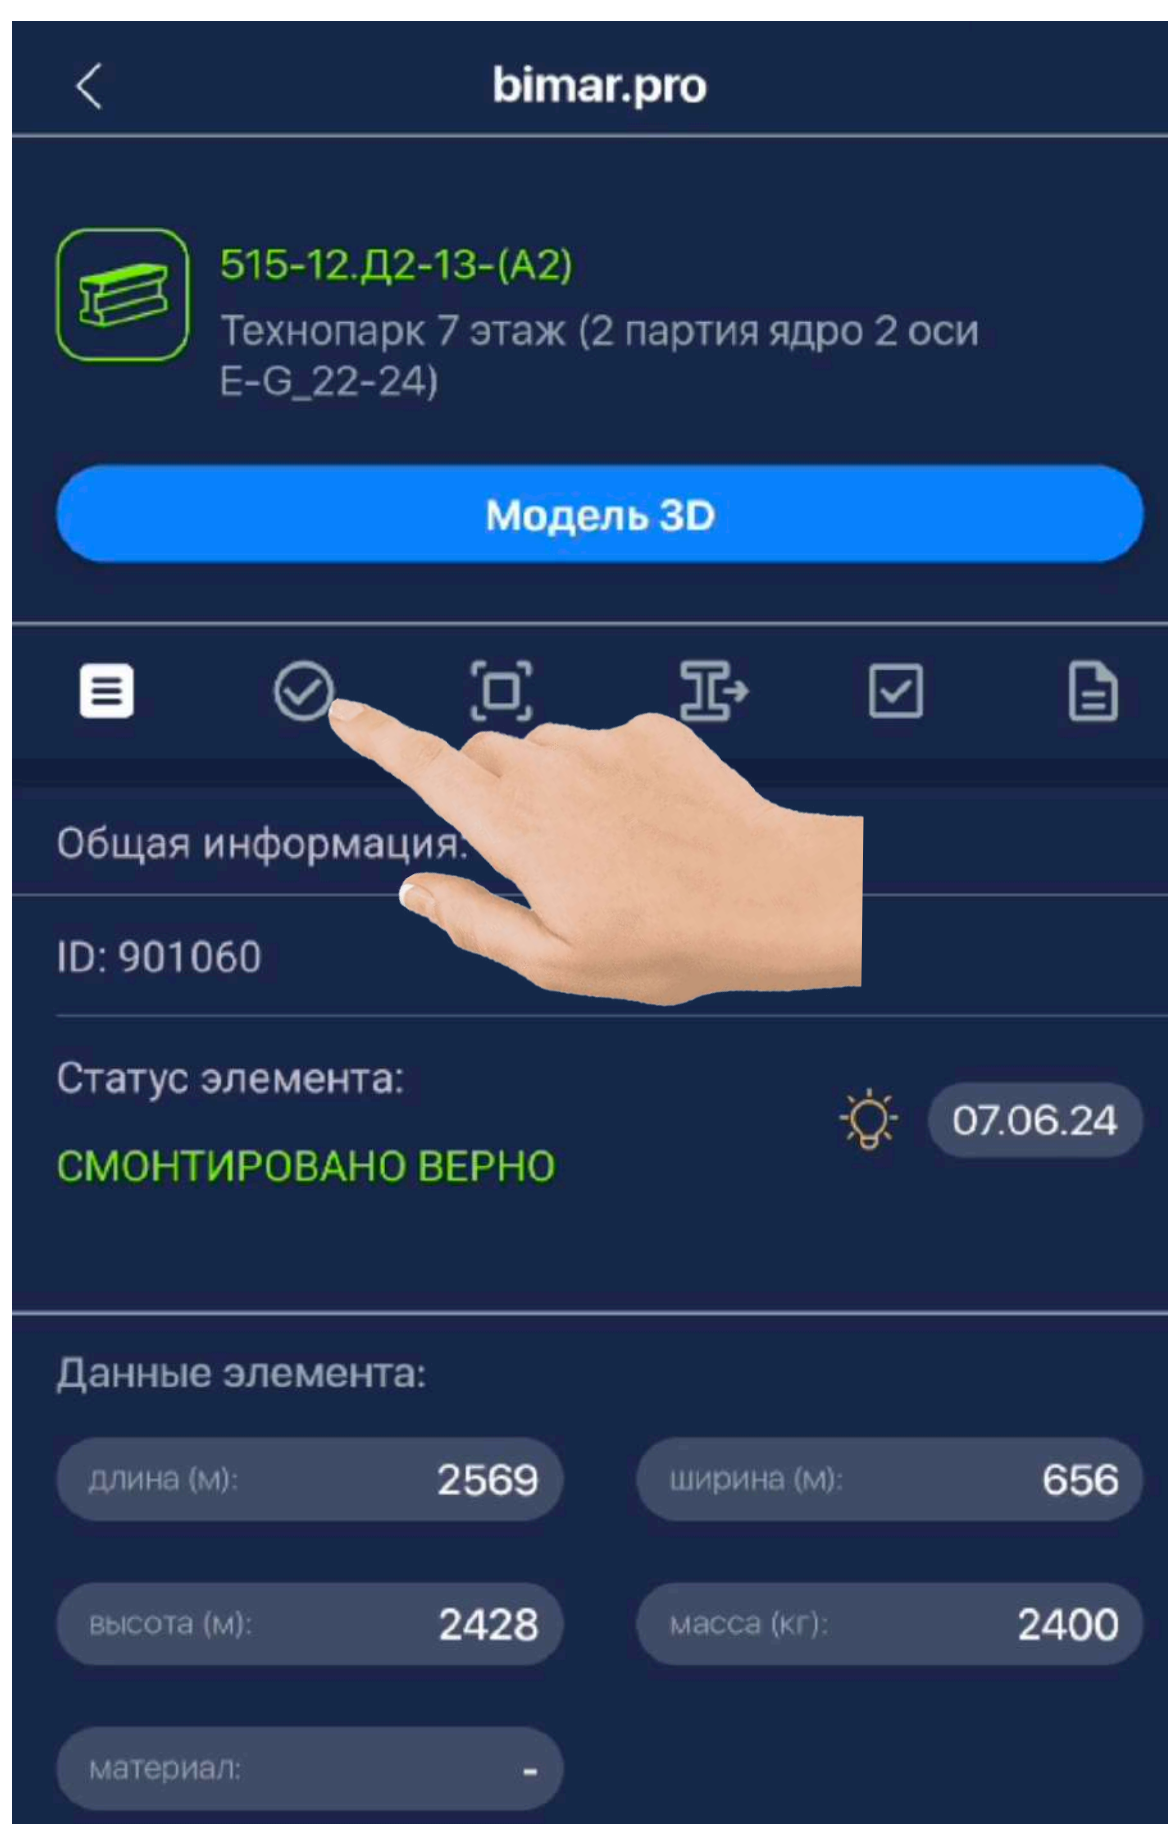 bimar.pro
515-12.Д2-13-(А2)
Технопарк 7 этаж (2 партия ядро 2 оси
E-G_22-24)
Модель 3D
Общая информация:
ID: 901060
Статус элемента:
07.06.24
СМОНТИРОВАНО ВЕРНО
Данные элемента:
длина (м): 2569 ширина (м): 656
высота (м): 2428 масса (кг): 2400
материал: -